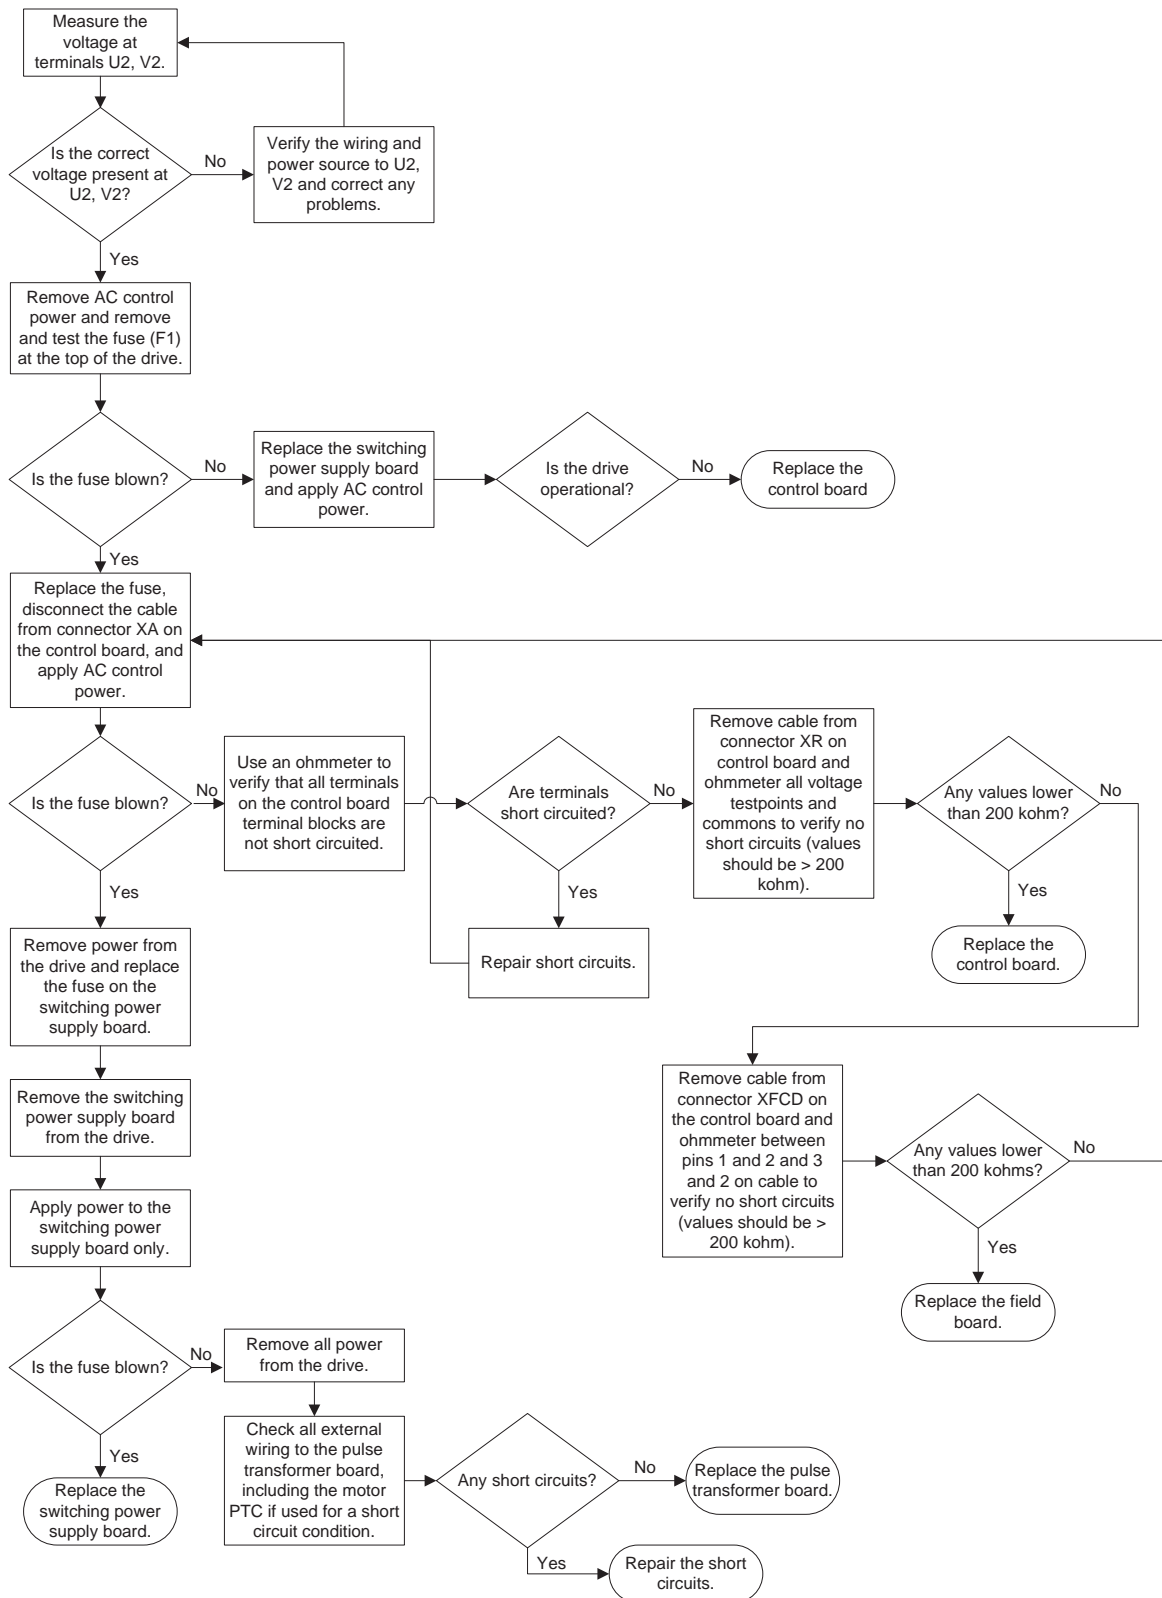 Measure the
voltage at
terminals U2, V2.
Is the correct
voltage present at
U2, V2?
No
Verify the wiring and
power source to U2,
V2 and correct any
problems.
Yes
Remove AC control
power and remove
and test the fuse (F1)
at the top of the drive.
Is the fuse blown?
No
Replace the switching
power supply board
and apply AC control
power.
Is the drive
operational?
No
Replace the
control board
Yes
Replace the fuse,
disconnect the cable
from connector XA on
the control board, and
apply AC control
power.
Is the fuse blown?
No
Use an ohmmeter to
verify that all terminals
on the control board
terminal blocks are
not short circuited.
Are terminals
short circuited?
No
Remove cable from
connector XR on
control board and
ohmmeter all voltage
testpoints and
commons to verify no
short circuits (values
should be > 200
kohm).
Any values lower
than 200 kohm?
No
Yes
Replace the
control board.
Yes
Repair short circuits.
Yes
Remove power from
the drive and replace
the fuse on the
switching power
supply board.
Remove cable from
connector XFCD on
the control board and
ohmmeter between
pins 1 and 2 and 3
and 2 on cable to
verify no short circuits
(values should be >
200 kohm).
Any values lower
than 200 kohms?
No
Yes
Replace the field
board.
Remove the switching
power supply board
from the drive.
Apply power to the
switching power
supply board only.
Is the fuse blown?
No
Remove all power
from the drive.
Yes
Replace the
switching power
supply board.
Check all external
wiring to the pulse
transformer board,
including the motor
PTC if used for a short
circuit condition.
Any short circuits?
No
Replace the pulse
transformer board.
Yes
Repair the short
circuits.